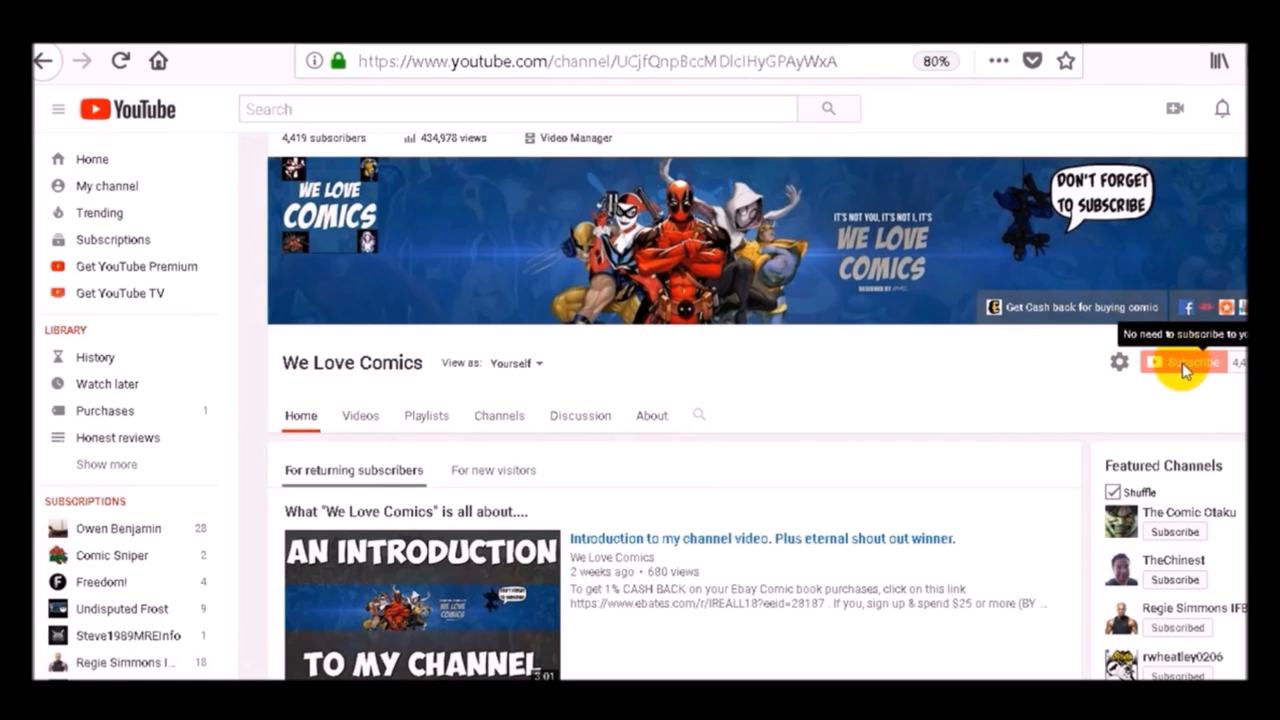 https://www.youtube.com/channel/UCjfQnpBccMDlcIHyGPAyWxA
80%
YouTube
Search
4,419 subscribers
434,978 views
Video Manager
Home
My channel
Trending
Subscriptions
Get YouTube Premium
Get YouTube TV
LIBRARY
History
Watch later
Purchases 1
Honest reviews
Show more
SUBSCRIPTIONS
Owen Benjamin 28
Comic Sniper 2
Freedom! 4
Undisputed Frost 9
Steve1989MREInfo 1
Regie Simmons I... 18
WE LOVE
COMICS
IT'S NOT YOU, IT'S NOT I, IT'S
WE LOVE
COMICS
DESIGNED BY
DON'T FORGET
TO SUBSCRIBE
Get Cash back for buying comic
No need to subscribe to yo
We Love Comics
View as: Yourself
Subscribe 4,4
Home Videos Playlists Channels Discussion About
For returning subscribers
For new visitors
What "We Love Comics" is all about....
AN INTRODUCTION
TO MY CHANNEL
3:01
Introduction to my channel video. Plus eternal shout out winner.
We Love Comics
2 weeks ago • 680 views
To get 1% CASH BACK on your Ebay Comic book purchases, click on this link
https://www.ebates.com/r/IREALL18?eeid=28187 . If you, sign up & spend $25 or more (BY ...
Featured Channels
Shuffle
The Comic Otaku
Subscribe
TheChinest
Subscribe
Regie Simmons IFB
Subscribed
rwheatley0206
Subscribed